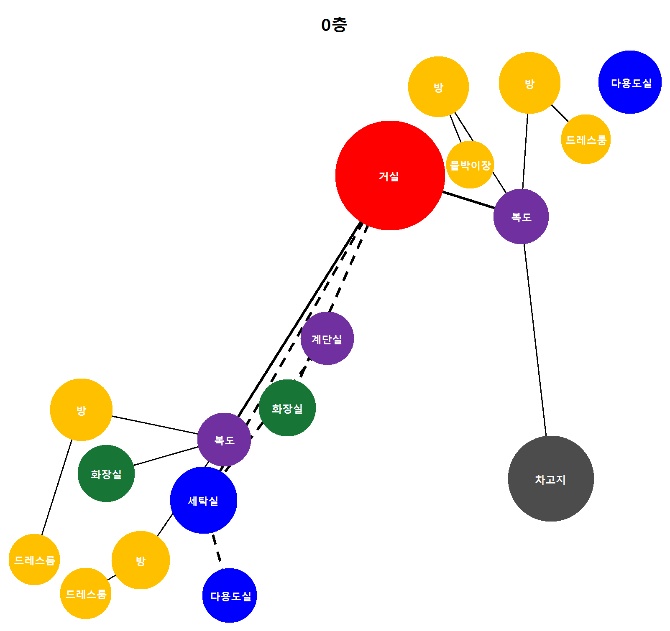 0층
방
방
다용도실
드레스룸
거실
붙박이장
복도
계단실
방
화장실
복도
화장실
차고지
세탁실
드레스룸
방
드레스룸
다용도실